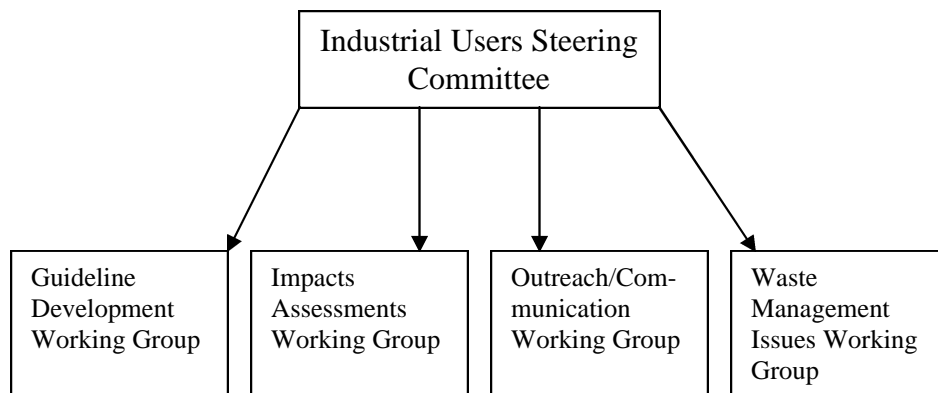 Industrial Users Steering
Committee
Guideline
Development
Working Group
Impacts
Assessments
Working Group
Outreach/Com-
munication
Working Group
Waste
Management
Issues Working
Group